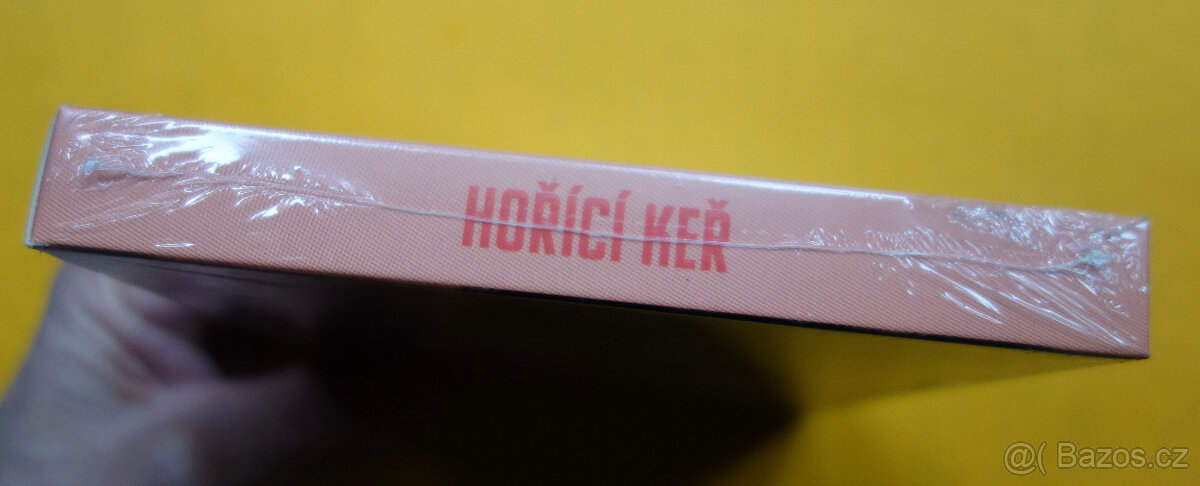 HOŘÍCÍ KEŘ
@( Bazos.cz